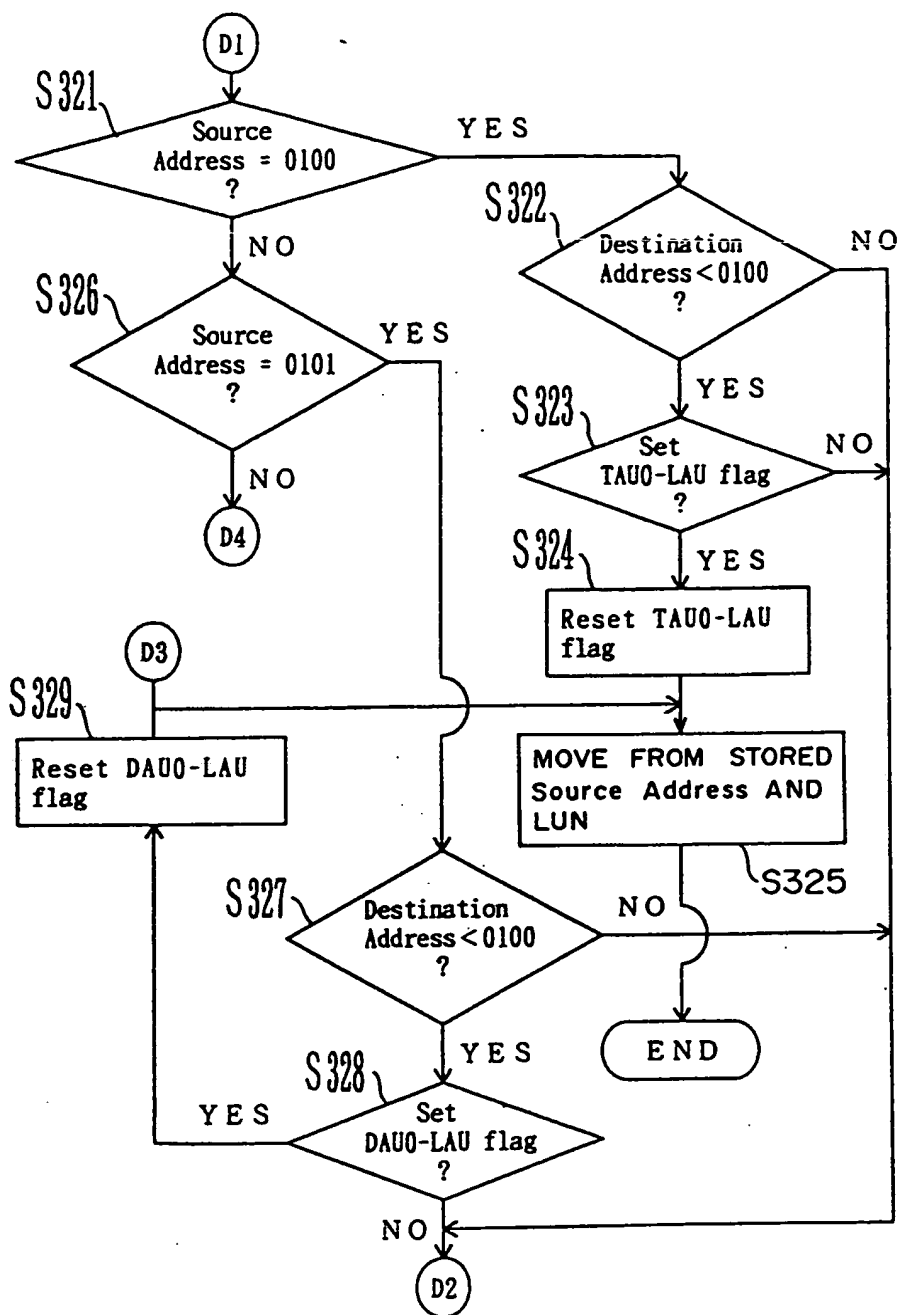 D1
S321
Source
Address = 0100
?
YES
NO
S322
Destination
Address<0100
?
NO
YES
S326
Source
Address = 0101
?
YES
NO
D4
S323
Set
TAU0-LAU flag
?
NO
YES
S324
Reset TAU0-LAU
flag
D3
S329
Reset DAU0-LAU
flag
MOVE FROM STORED
Source Address AND
LUN
S325
S327
Destination
Address<0100
?
NO
YES
END
S328
Set
DAU0-LAU flag
?
YES
NO
D2